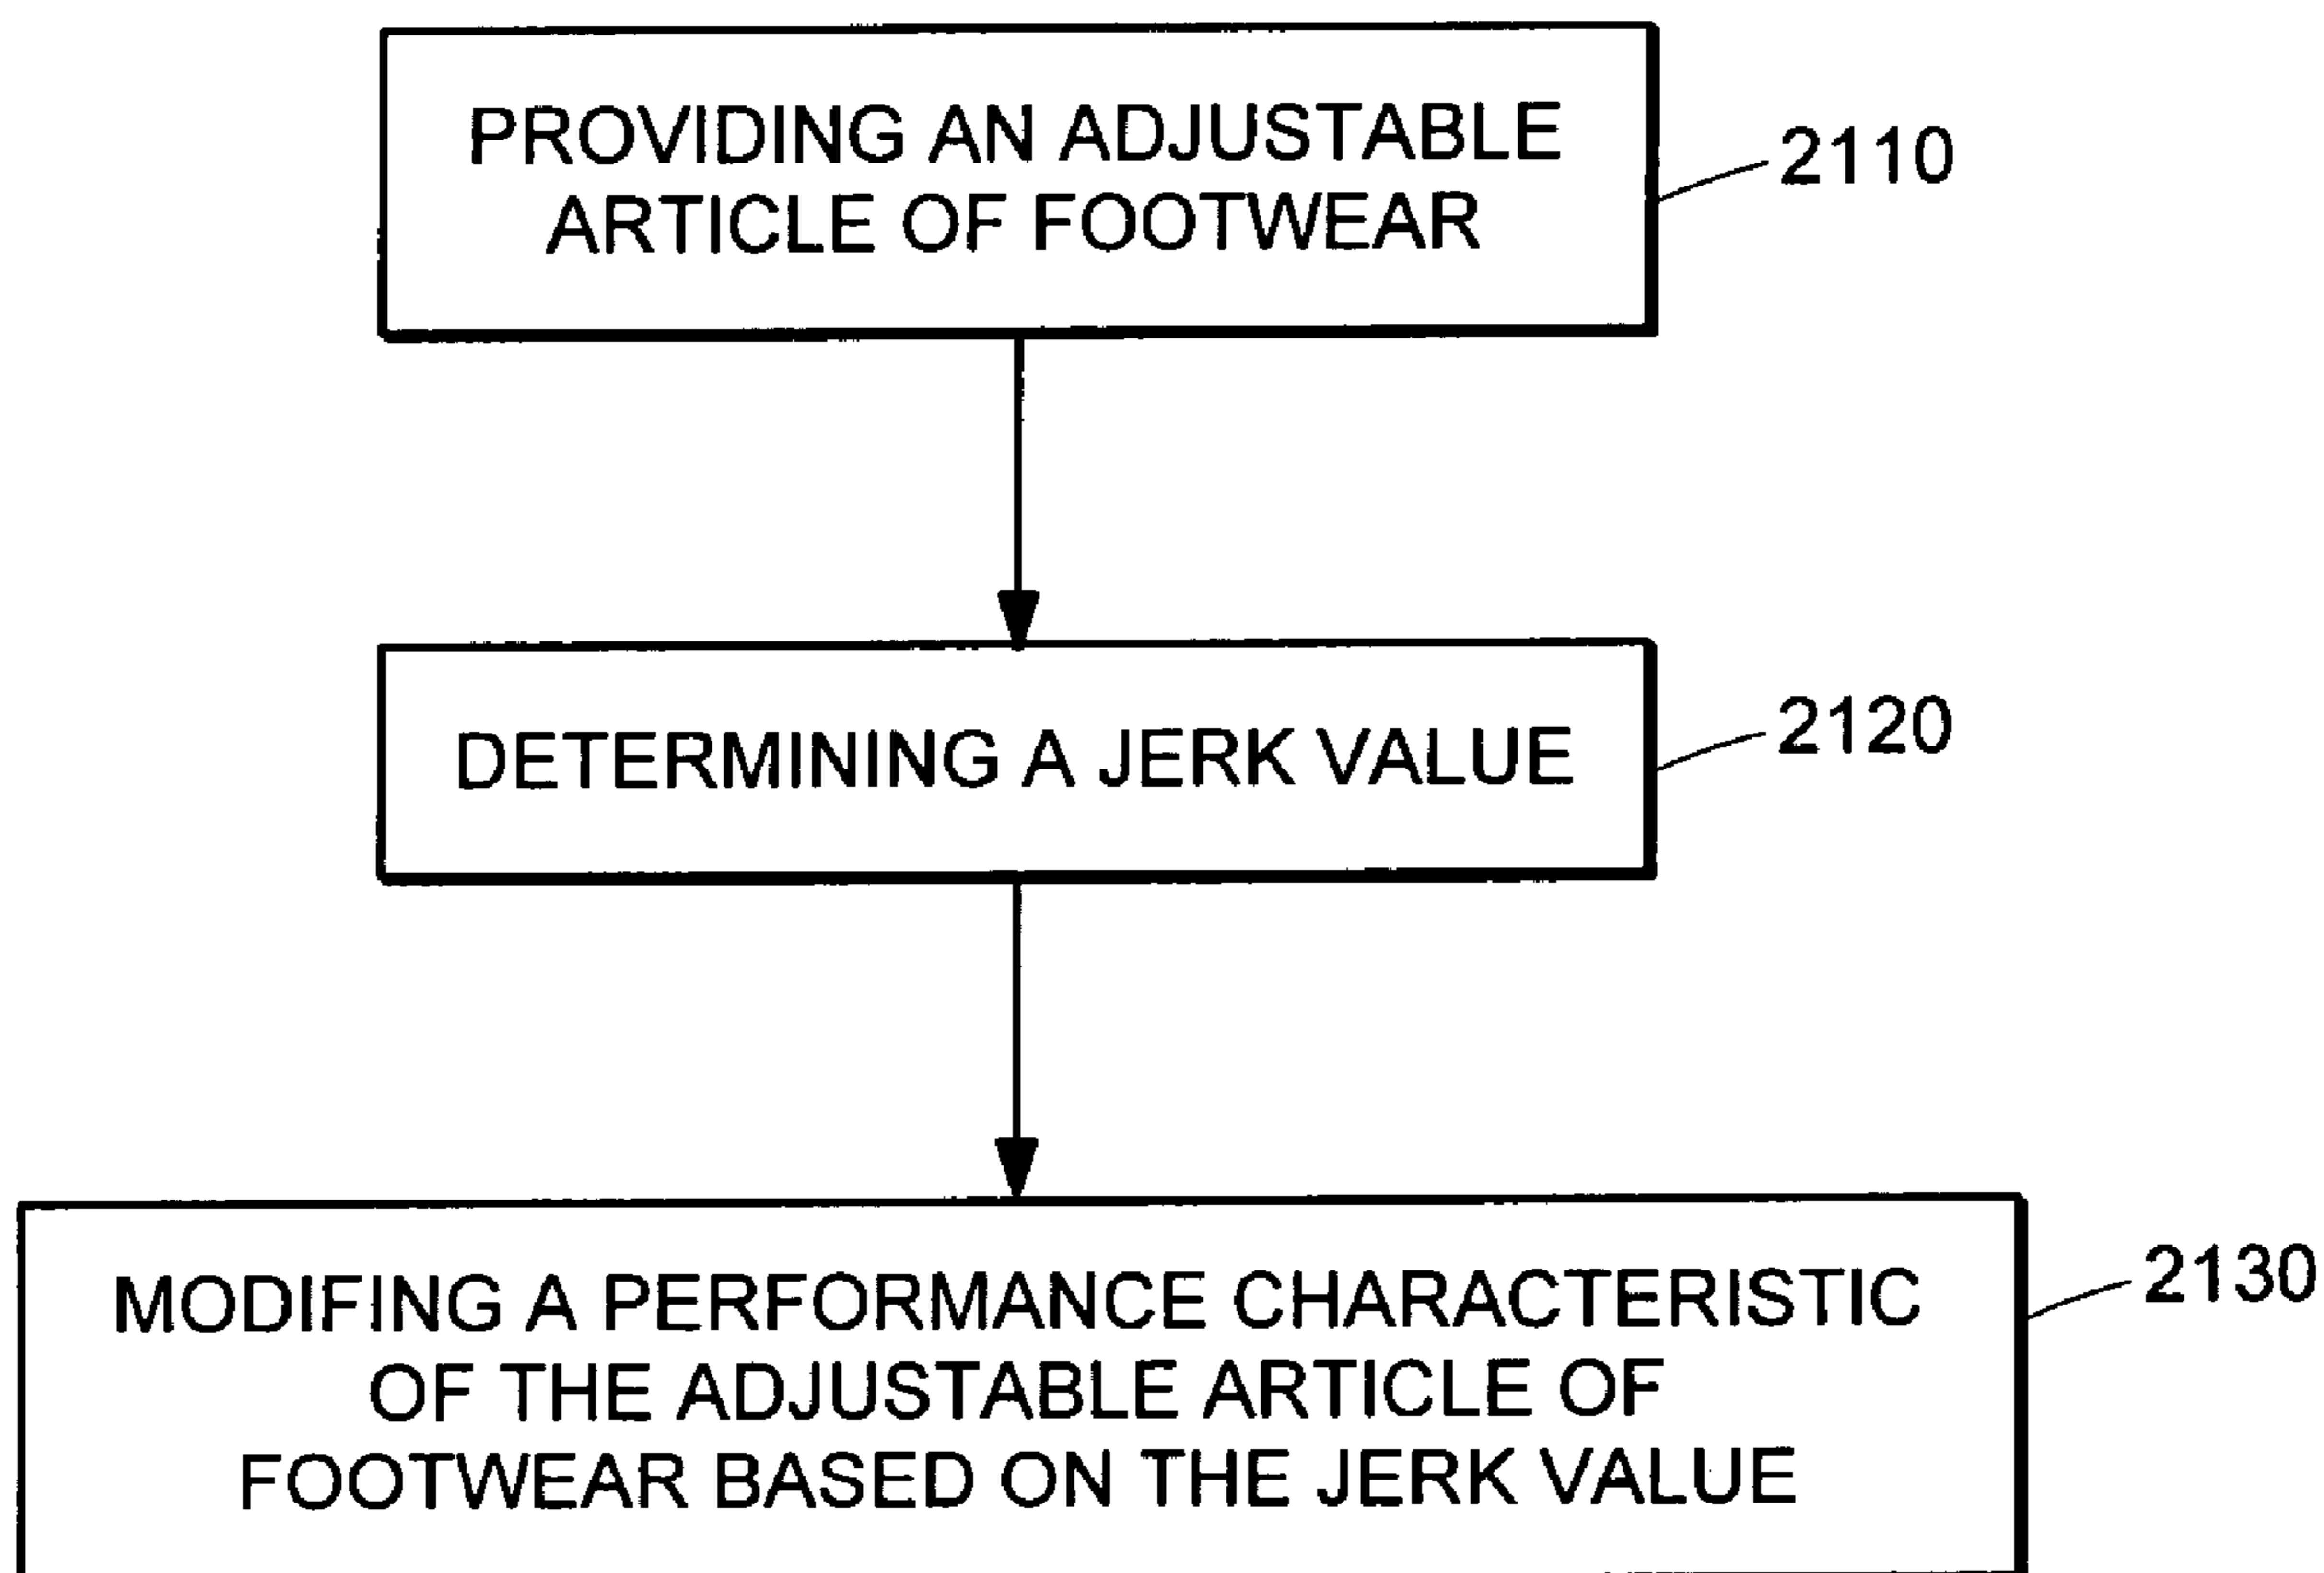 PROVIDING AN ADJUSTABLE
ARTICLE OF FOOTWEAR
2110
DETERMINING A JERK VALUE
2120
MODIFING A PERFORMANCE CHARACTERISTIC
OF THE ADJUSTABLE ARTICLE OF
FOOTWEAR BASED ON THE JERK VALUE
2130